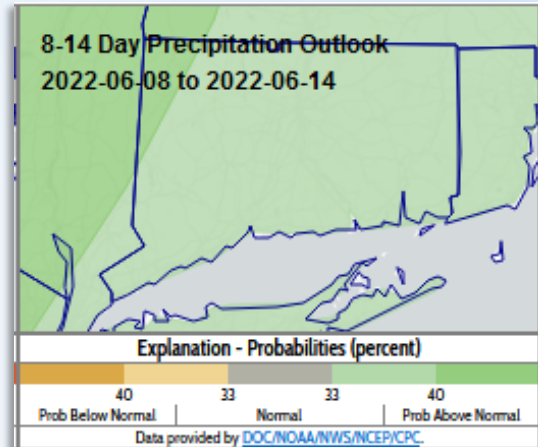 8-14 Day Precipitation Outlook
2022-06-08 to 2022-06-14
Explanation - Probabilities (percent)
40 33 33 40
Prob Below Normal Normal Prob Above Normal
Data provided by DOC/NOAA/NWS/NCEP/CPC.